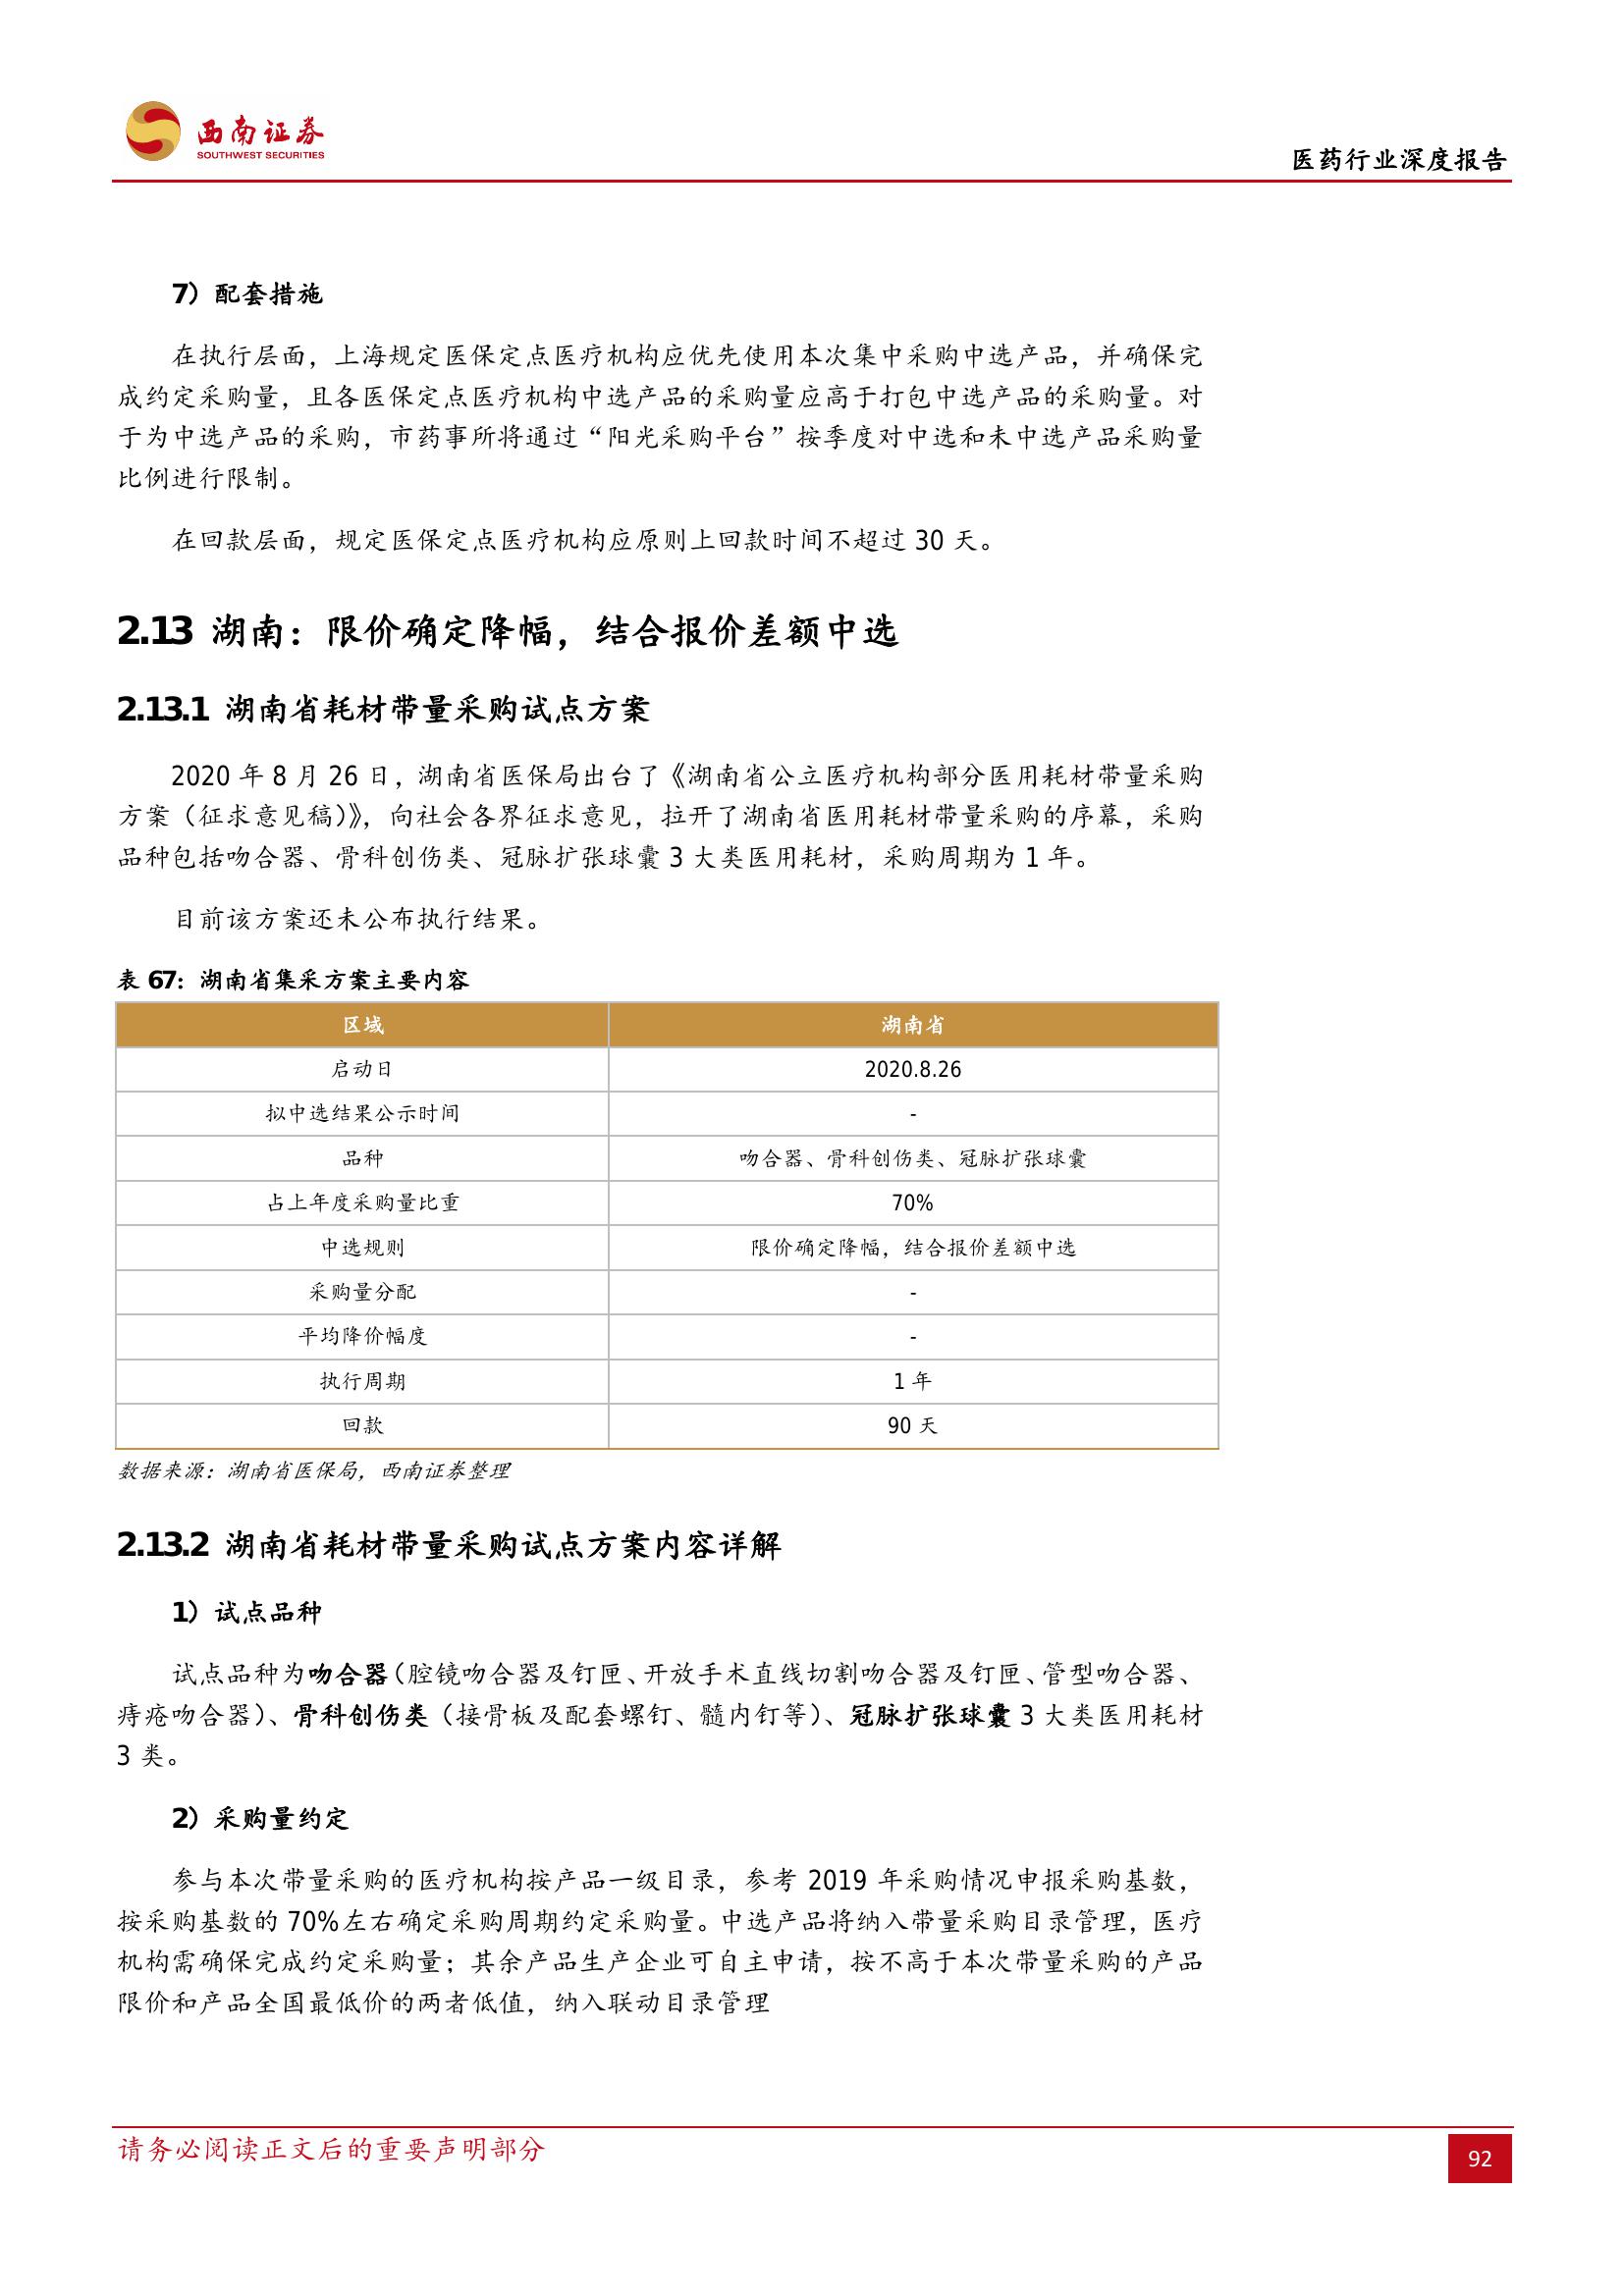 西南证券
SOUTHWEST SECURITIES
医药行业深度报告
7）配套措施
在执行层面，上海规定医保定点医疗机构应优先使用本次集中采购中选产品，并确保完
成约定采购量，且各医保定点医疗机构中选产品的采购量应高于打包中选产品的采购量。对
于为中选产品的采购，市药事所将通过“阳光采购平台”按季度对中选和未中选产品采购量
比例进行限制。
在回款层面，规定医保定点医疗机构应原则上回款时间不超过 30 天。
2.13 湖南：限价确定降幅，结合报价差额中选
2.13.1 湖南省耗材带量采购试点方案
2020 年 8 月 26 日，湖南省医保局出台了《湖南省公立医疗机构部分医用耗材带量采购
方案（征求意见稿）》，向社会各界征求意见，拉开了湖南省医用耗材带量采购的序幕，采购
品种包括吻合器、骨科创伤类、冠脉扩张球囊 3 大类医用耗材，采购周期为 1 年。
目前该方案还未公布执行结果。
表 67：湖南省集采方案主要内容
区域 湖南省
启动日 2020.8.26
拟中选结果公示时间 -
品种 吻合器、骨科创伤类、冠脉扩张球囊
占上年度采购量比重 70%
中选规则 限价确定降幅，结合报价差额中选
采购量分配 -
平均降价幅度 -
执行周期 1 年
回款 90 天
数据来源：湖南省医保局，西南证券整理
2.13.2 湖南省耗材带量采购试点方案内容详解
1）试点品种
试点品种为吻合器（腔镜吻合器及钉匣、开放手术直线切割吻合器及钉匣、管型吻合器、
痔疮吻合器）、骨科创伤类（接骨板及配套螺钉、髓内钉等）、冠脉扩张球囊 3 大类医用耗材
3 类。
2）采购量约定
参与本次带量采购的医疗机构按产品一级目录，参考 2019 年采购情况申报采购基数，
按采购基数的 70%左右确定采购周期约定采购量。中选产品将纳入带量采购目录管理，医疗
机构需确保完成约定采购量；其余产品生产企业可自主申请，按不高于本次带量采购的产品
限价和产品全国最低价的两者低值，纳入联动目录管理
请务必阅读正文后的重要声明部分
92